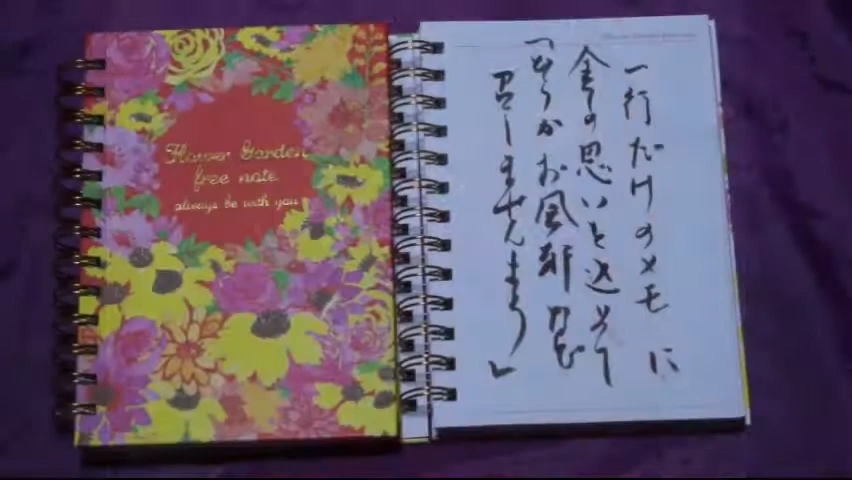 Flower Garden
free note
always be with you
一行だけのメモに
全ての思いを込めて
「どうかお風邪など
召しませんよう」